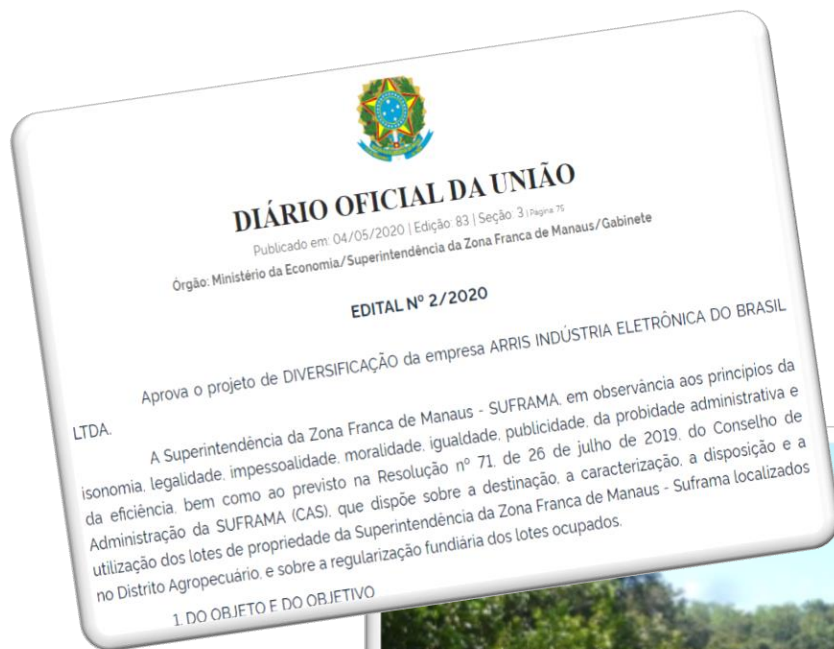 DIÁRIO OFICIAL DA UNIÃO
Publicado em: 04/05/2020 | Edição: 83 | Seção: 3 | Página: 75
Órgão: Ministério da Economia/Superintendência da Zona Franca de Manaus/Gabinete
EDITAL Nº 2/2020
Aprova o projeto de DIVERSIFICAÇÃO da empresa ARRIS INDÚSTRIA ELETRÔNICA DO BRASIL
LTDA.
A Superintendência da Zona Franca de Manaus - SUFRAMA, em observância aos princípios da
isonomia, legalidade, impessoalidade, moralidade, igualdade, publicidade, da probidade administrativa e
da eficiência, bem como ao previsto na Resolução nº 71, de 26 de julho de 2019, do Conselho de
Administração da SUFRAMA (CAS), que dispõe sobre a destinação, a caracterização, a disposição e a
utilização dos lotes de propriedade da Superintendência da Zona Franca de Manaus - Suframa localizados
no Distrito Agropecuário, e sobre a regularização fundiária dos lotes ocupados.
1. DO OBJETO E DO OBJETIVO